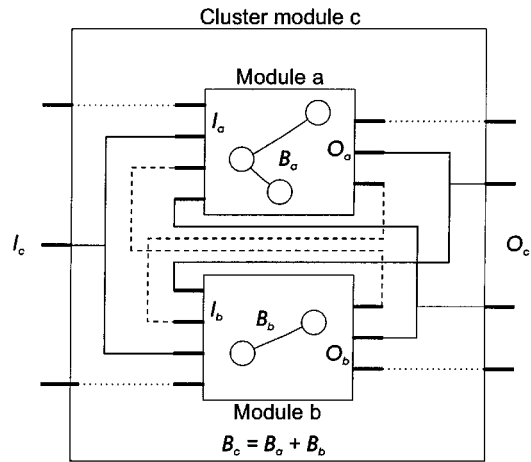 Cluster module c
Module a
I_a
B_a
O_a
I_c
O_c
I_b
B_b
O_b
Module b
B_c = B_a + B_b